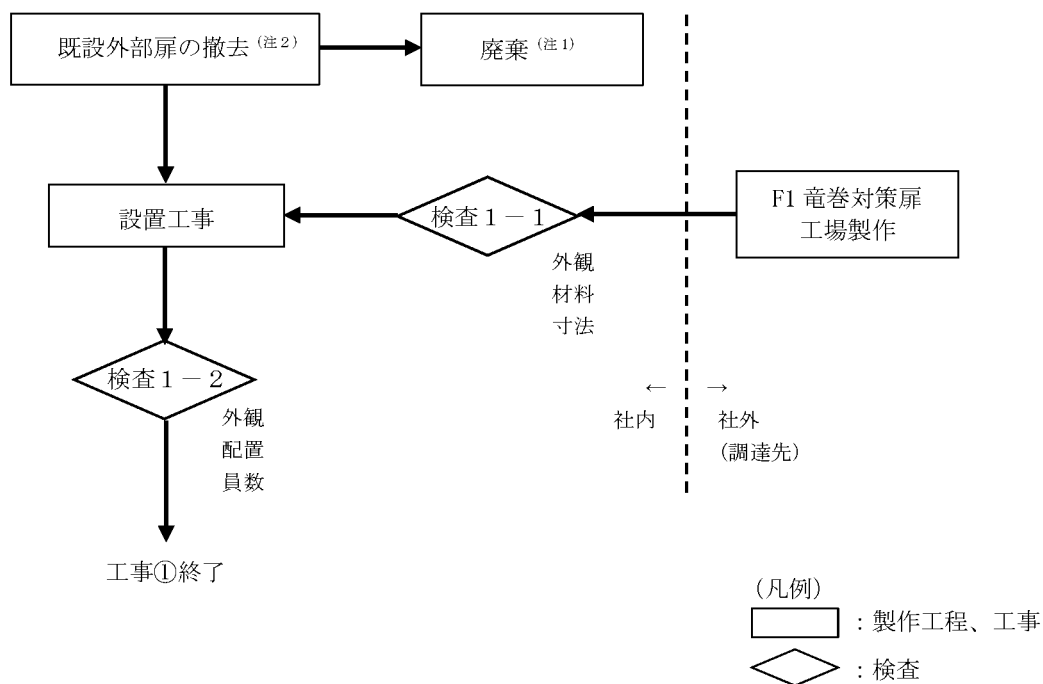 既設外部扉の撤去(注2)
廃棄(注1)
設置工事
検査1-1
F1 竜巻対策扉
工場製作
外観
材料
寸法
検査1-2
外観
配置
員数
← →
社内 社外
(調達先)
工事①終了
(凡例)
：製作工程、工事
：検査